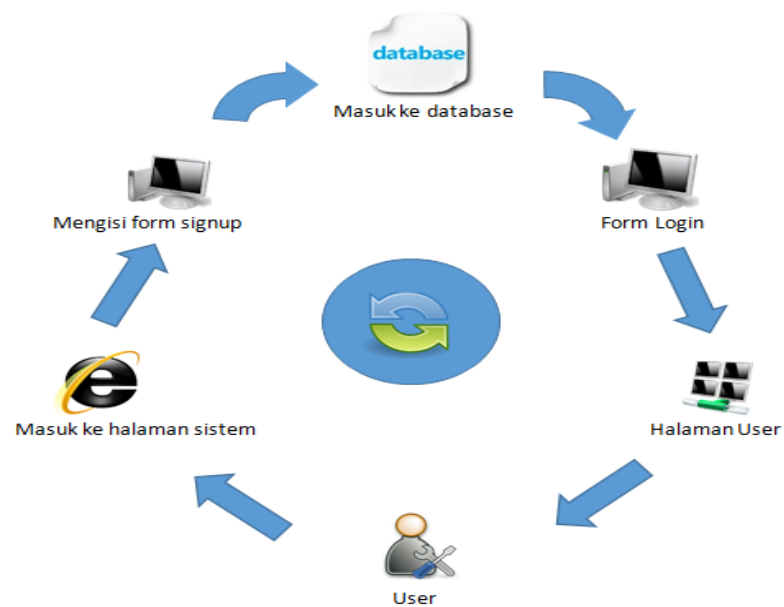 database
Masuk ke database
Mengisi form signup
Form Login
Masuk ke halaman sistem
Halaman User
User